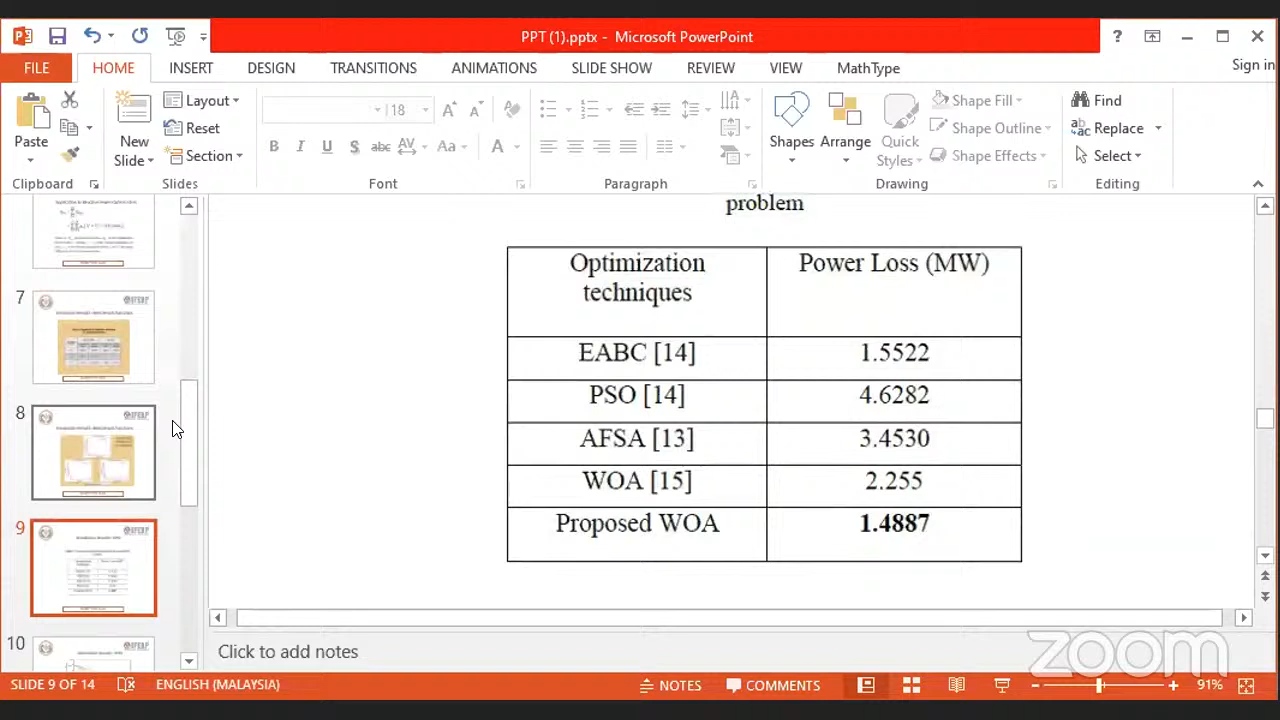 PPT (1).pptx - Microsoft PowerPoint
FILE HOME INSERT DESIGN TRANSITIONS ANIMATIONS SLIDE SHOW REVIEW VIEW MathType Sign in
Paste
Clipboard
New Slide
Layout
Reset
Section
Slides
18
Font
Paragraph
Shapes
Arrange
Quick Styles
Shape Fill
Shape Outline
Shape Effects
Drawing
Find
Replace
Select
Editing
7
8
9
10
problem
Optimization techniques Power Loss (MW)
EABC [14] 1.5522
PSO [14] 4.6282
AFSA [13] 3.4530
WOA [15] 2.255
Proposed WOA 1.4887
Click to add notes
zoom
SLIDE 9 OF 14 ENGLISH (MALAYSIA) NOTES COMMENTS 91%